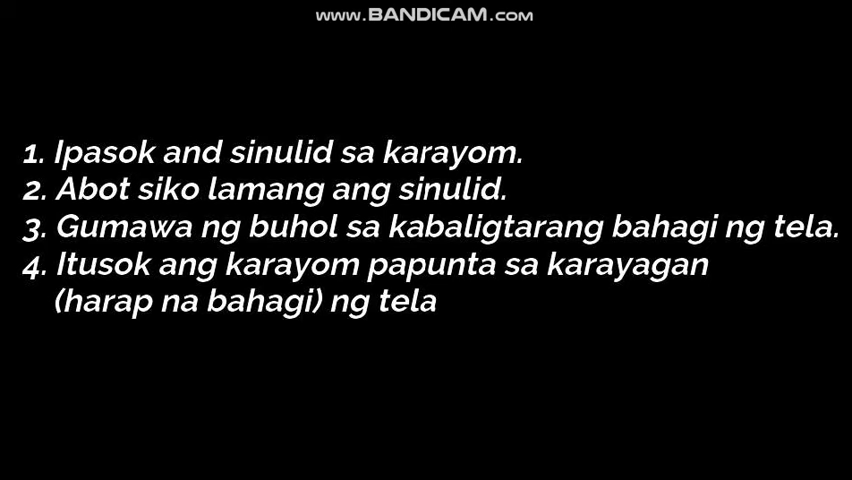 www.BANDICAM.com
1. Ipasok and sinulid sa karayom.
2. Abot siko lamang ang sinulid.
3. Gumawa ng buhol sa kabaligtarang bahagi ng tela.
4. Itusok ang karayom papunta sa karayagan
(harap na bahagi) ng tela